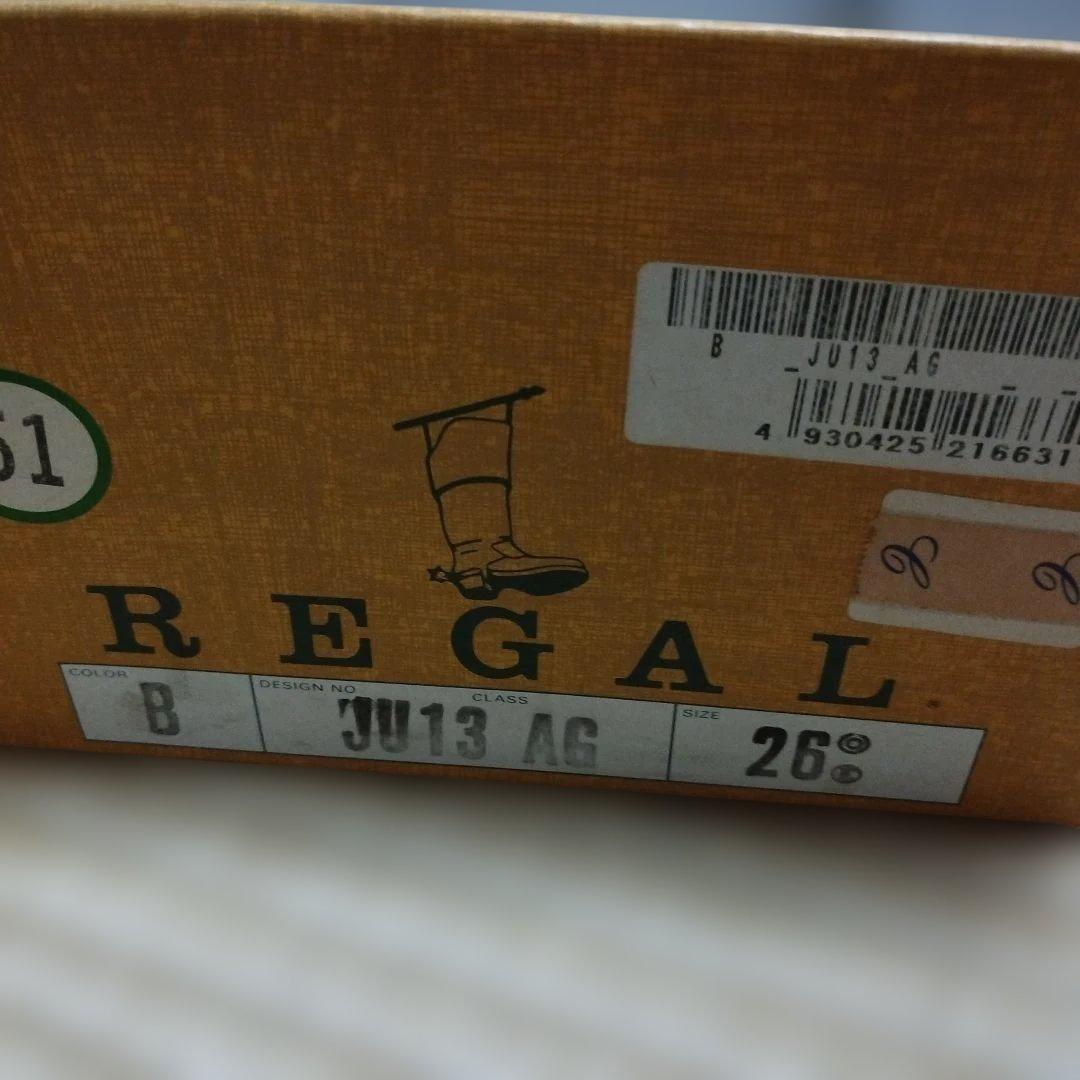 B _JU13_AG _ _
4 930425 216631
51
REGAL
COLOR DESIGN NO CLASS SIZE
B JU13 AG 26